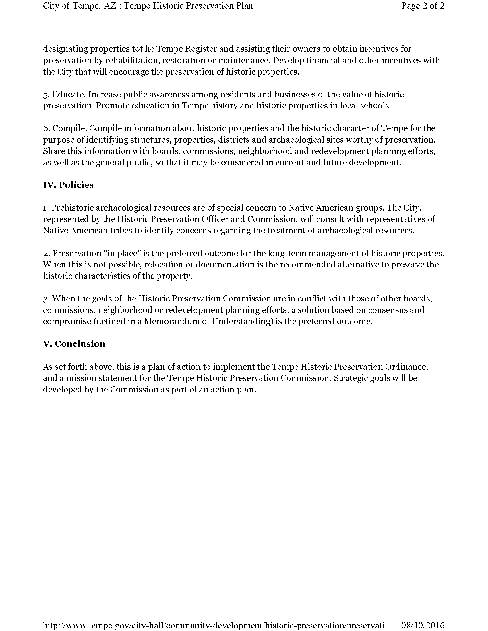 City of Tempe, AZ : Tempe Historic Preservation Plan Page 2 of 2
designating properties to the Tempe Register and assisting their owners to obtain incentives for
preservation by rehabilitation, restoration or maintenance. Develop financial and other incentives with
the City that will encourage the preservation of historic properties.
5. Educate. Increase public awareness among residents and businesses of the value of historic
preservation. Promote education in Tempe history and historic properties in local schools.
6. Compile. Compile information about historic properties and the historic character of Tempe for the
purpose of identifying structures, properties, districts and archaeological sites worthy of preservation.
Share this information with boards, commissions, neighborhood and redevelopment planning efforts,
as well as the general public, so that it may be considered in current and future development.
IV. Policies
1. Prehistoric archaeological resources are of special concern to Native American groups. The City,
represented by the Historic Preservation Officer and Commission, will consult with representatives of
Native American tribes to identify concerns regarding the treatment of archaeological resources.
2. Preservation "in place" is the preferred outcome for the long-term management of historic properties.
When this is not possible, relocation or documentation is the recommended alternative to preserve the
historic characteristics of the property.
3. When the goals of the Historic Preservation Commission are in conflict with those of other boards,
commissions, neighborhood or redevelopment planning efforts, a solution based on consensus and
compromise (defined in a Memorandum of Understanding) is the preferred outcome.
V. Conclusion
As set forth above, this is a plan of action to implement the Tempe Historic Preservation Ordinance,
and a mission statement for the Tempe Historic Preservation Commission. Strategic goals will be
developed by the Commission as part of an action plan.
http://www.tempe.gov/city-hall/community-development/historic-preservation/preservati...